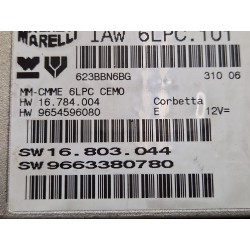 MARELLI IAW 6LPC.101
623BBN6BG 310 06
MM-CMME 6LPC CEMO
HW 16.784.004 Corbetta
HW 9654596080 E 12V=
SW16.803.044
SW9663380780